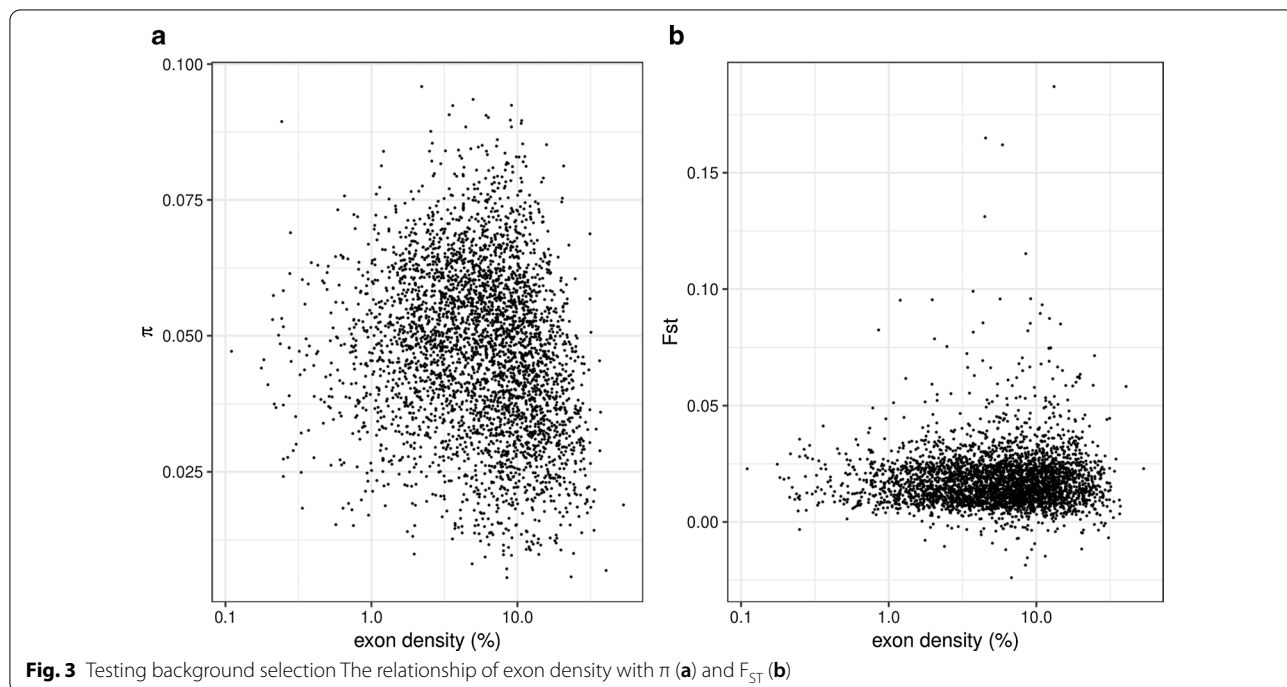 a
0.100
0.075
0.050
0.025
π
0.1
1.0
10.0
exon density (%)
b
0.15
0.10
0.05
0.00
Fst
0.1
1.0
10.0
exon density (%)
Fig. 3 Testing background selection The relationship of exon density with π (a) and FST (b)